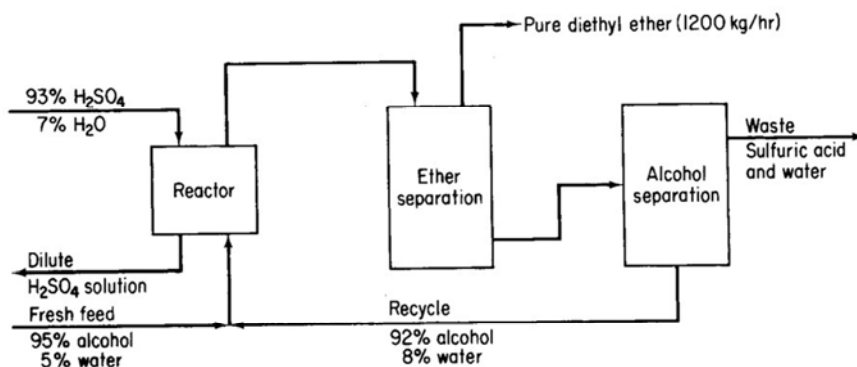 Pure diethyl ether (1200 kg/hr)
93% H₂SO₄
7% H₂O
Reactor
Ether
separation
Alcohol
separation
Waste
Sulfuric acid
and water
Dilute
H₂SO₄ solution
Fresh feed
95% alcohol
5% water
Recycle
92% alcohol
8% water